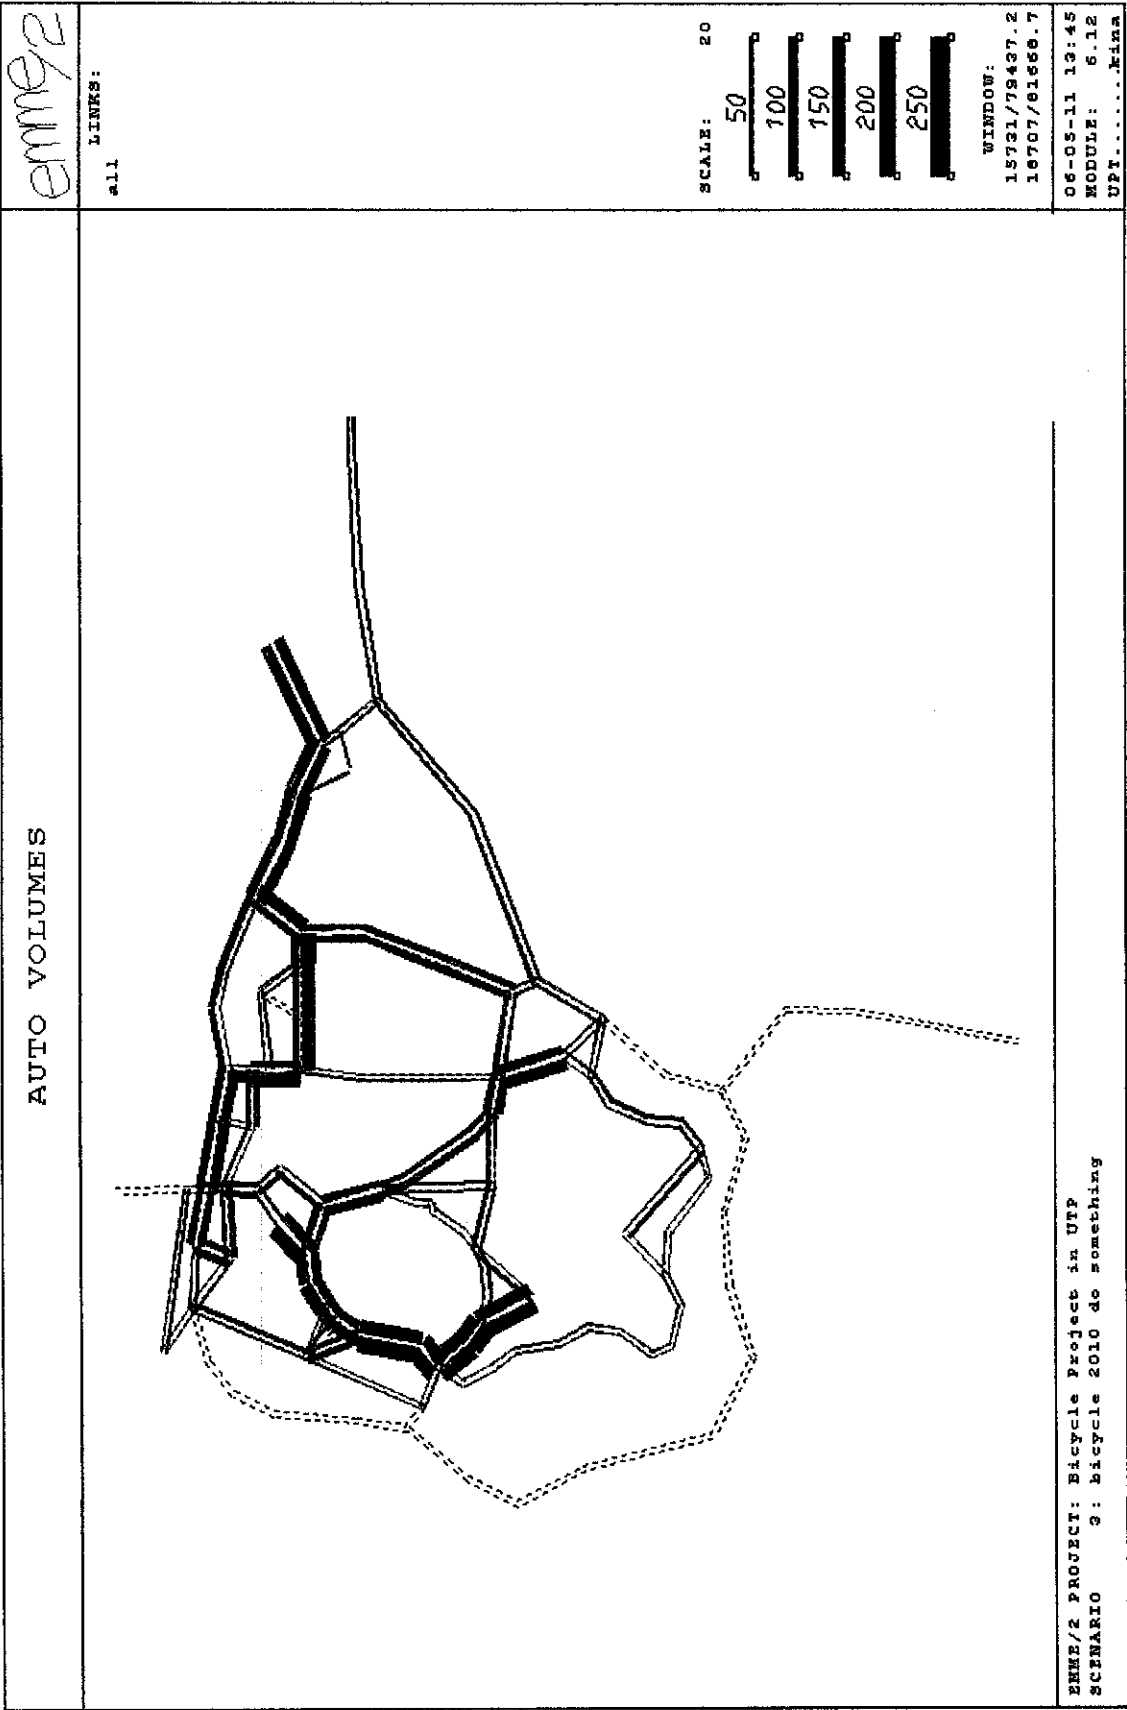 AUTO VOLUMES
emme/2
LINKS:
all
SCALE: 20
50
100
150
200
250
WINDOW:
15731/79437.2
18707/81668.7
EMME/2 PROJECT: Bicycle Project in UTP
SCENARIO 3: bicycle 2010 do something
06-05-11 13:45
MODULE: 6.12
UPT.......kina